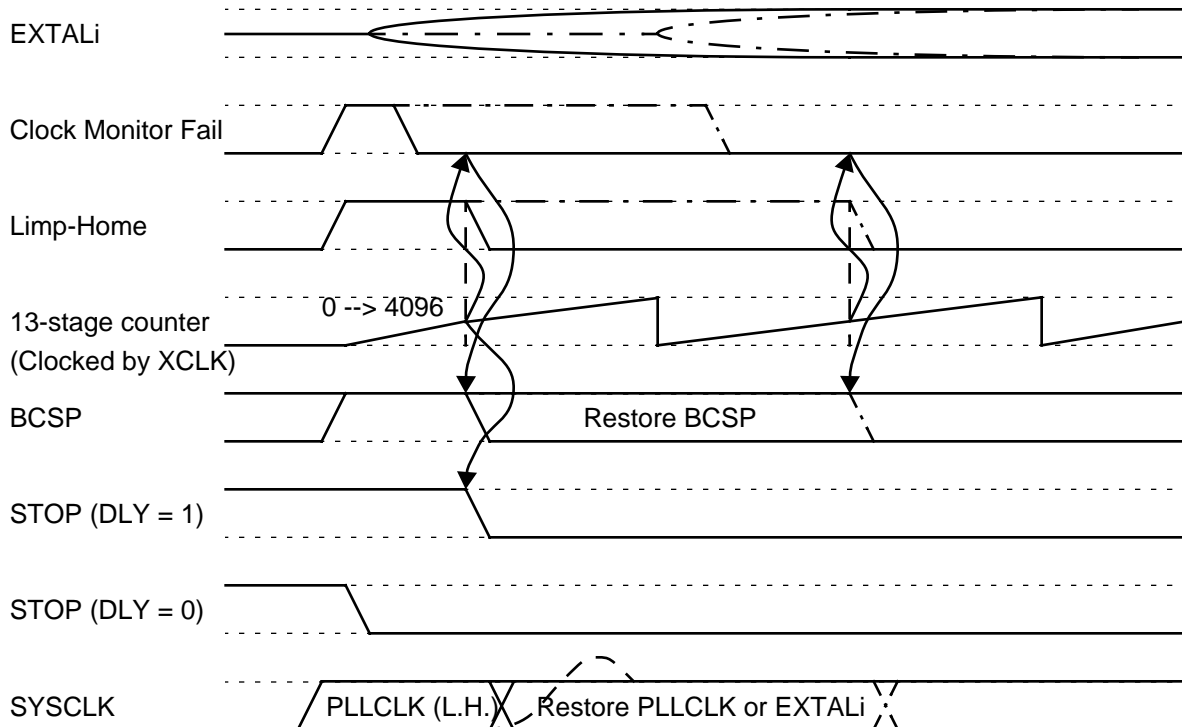 EXTALi
Clock Monitor Fail
Limp-Home
0 --> 4096
13-stage counter
(Clocked by XCLK)
BCSP
Restore BCSP
STOP (DLY = 1)
STOP (DLY = 0)
SYSCLK
PLLCLK (L.H.)
Restore PLLCLK or EXTALi